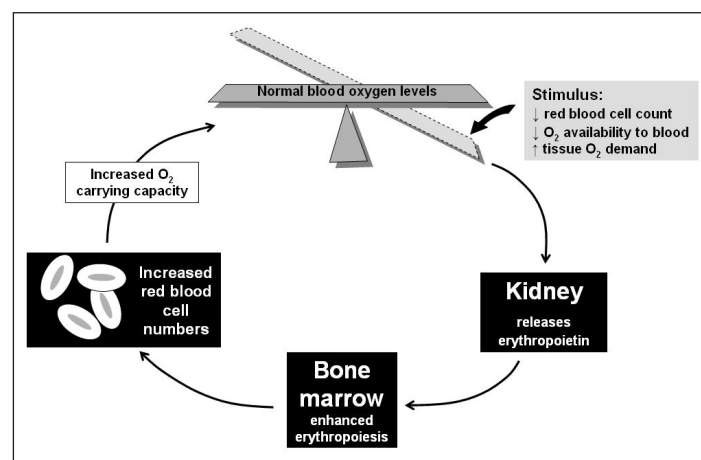 Normal blood oxygen levels
Stimulus:
↓ red blood cell count
↓ O₂ availability to blood
↑ tissue O₂ demand
Kidney
releases
erythropoietin
Bone
marrow
enhanced
erythropoiesis
Increased
red blood
cell
numbers
Increased O₂
carrying capacity